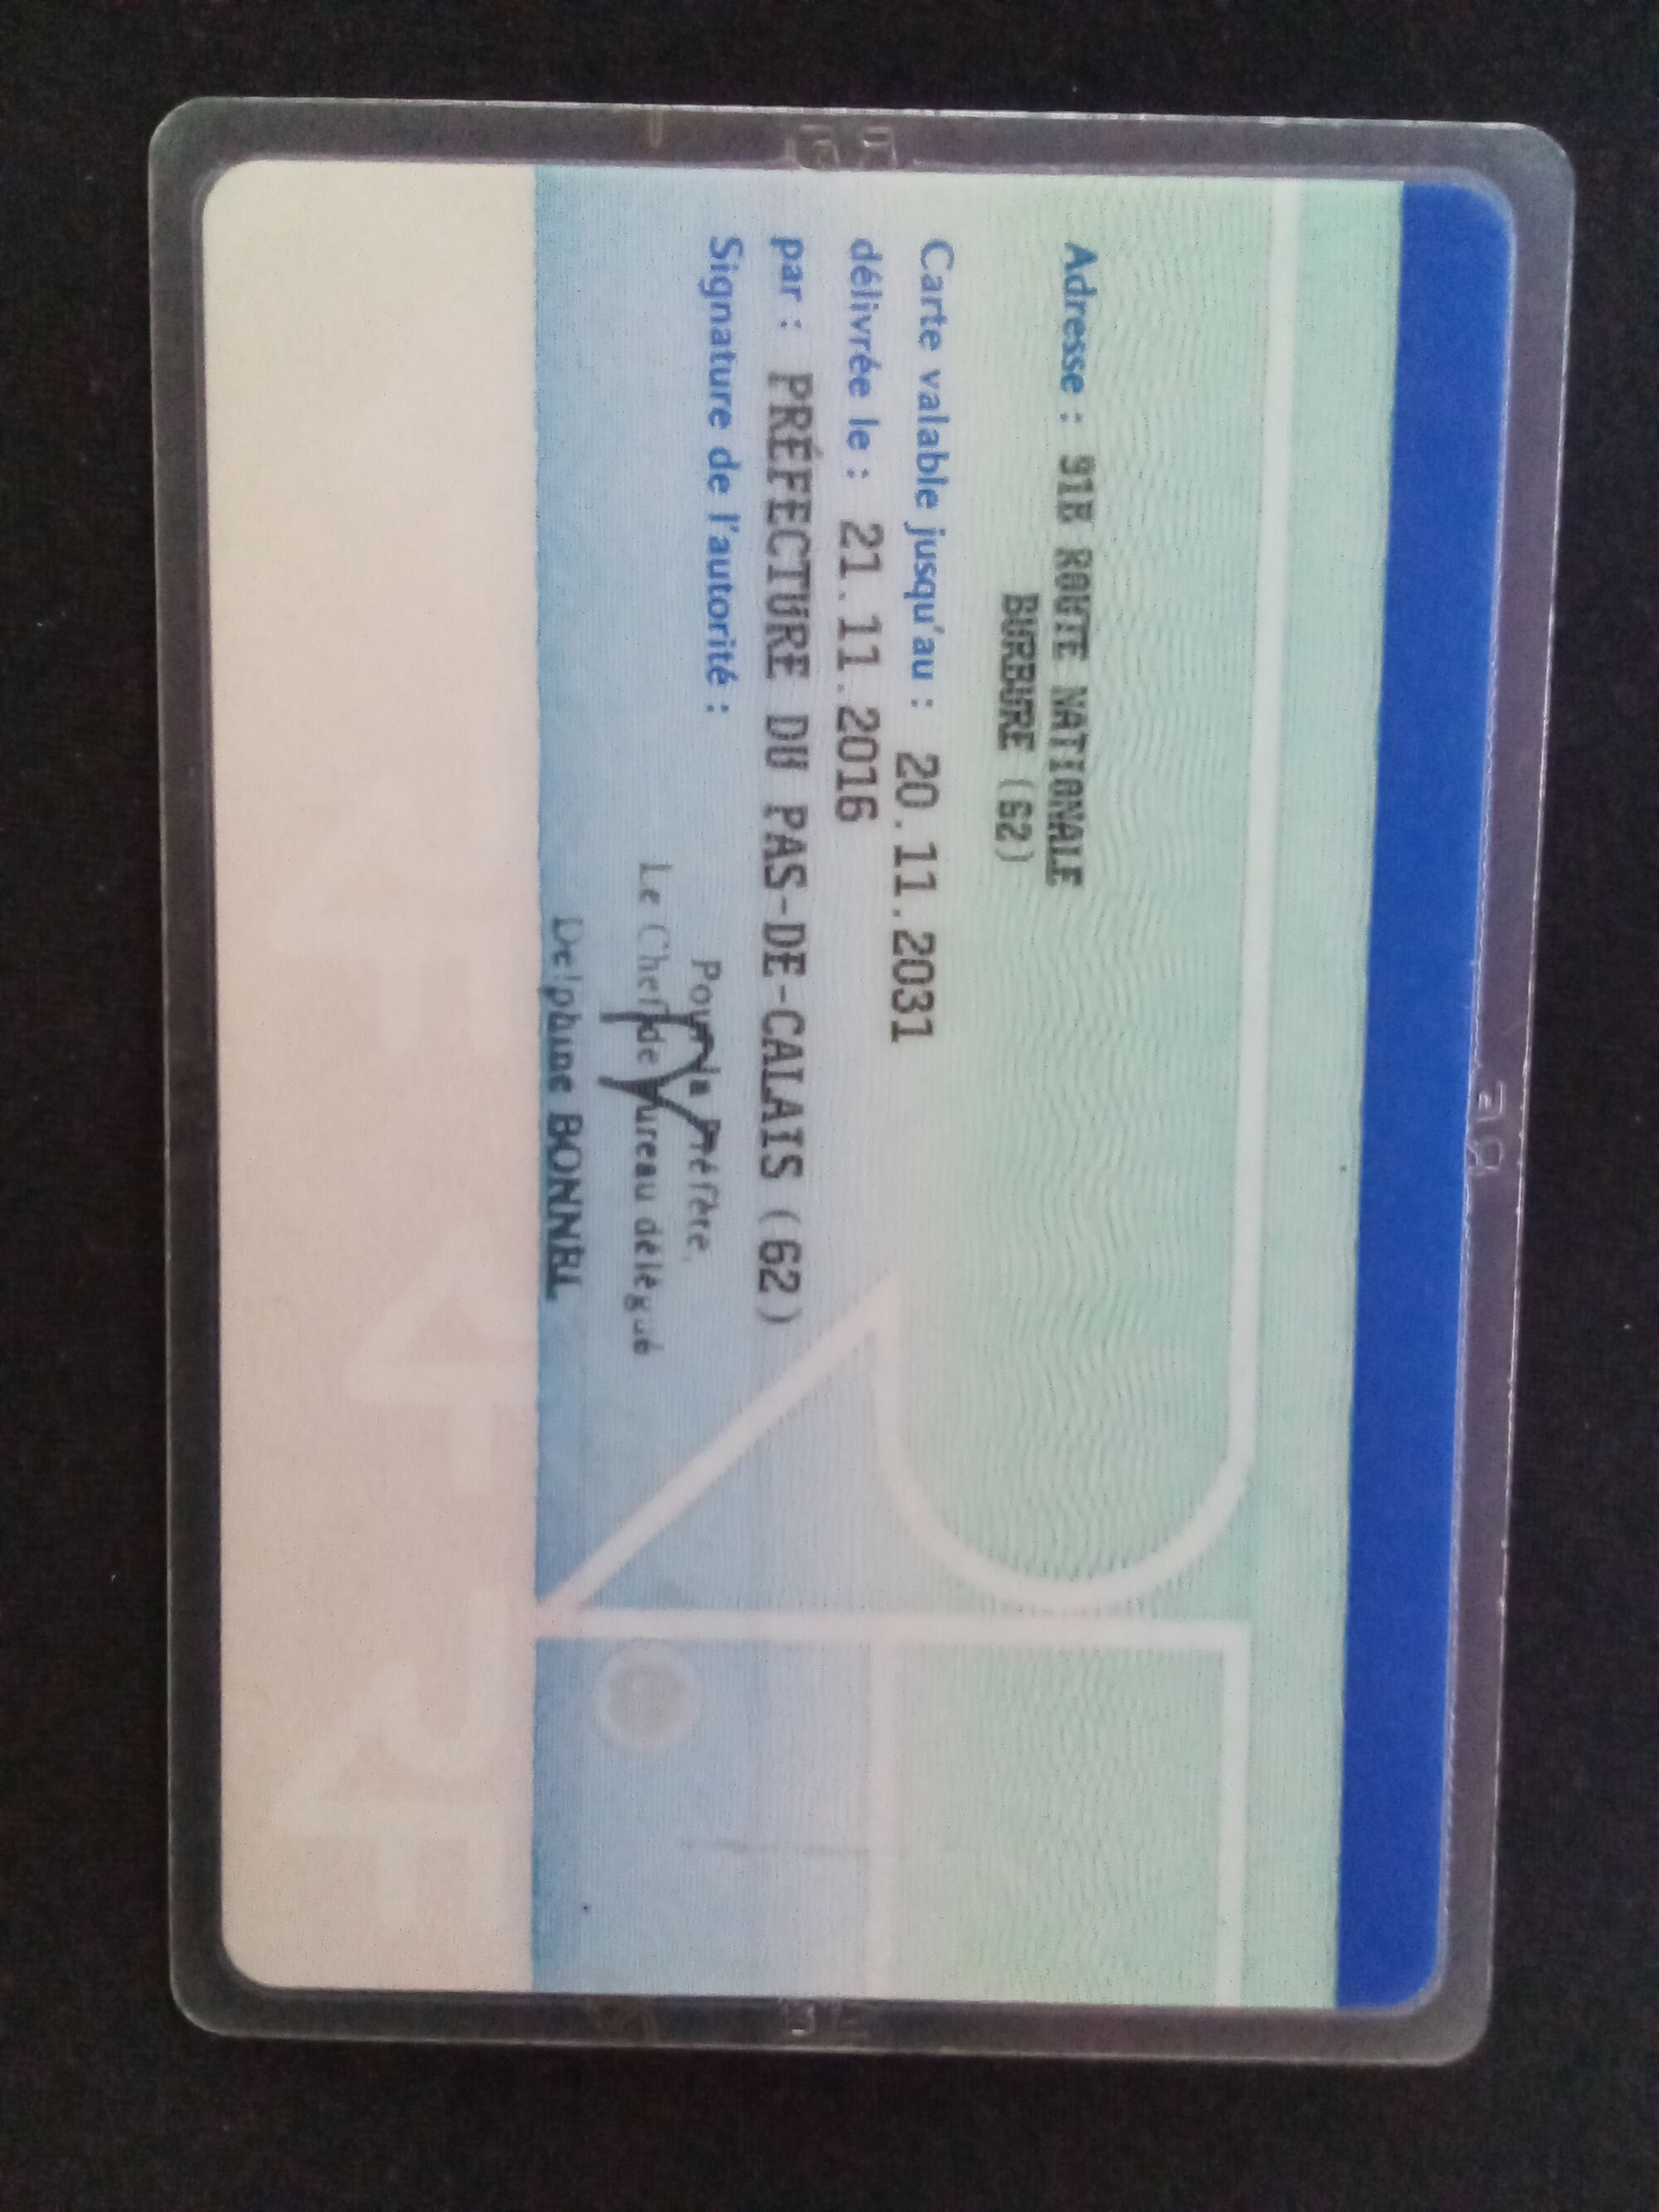 Adresse : 91B ROUTE NATIONALE
BURBURE (62)
Carte valable jusqu'au : 20.11.2031
délivrée le : 21.11.2016
par : PRÉFECTURE DU PAS-DE-CALAIS (62)
Signature de l'autorité :
Pour la Préfète,
Le Chef de Bureau délégué
Delphine
RF